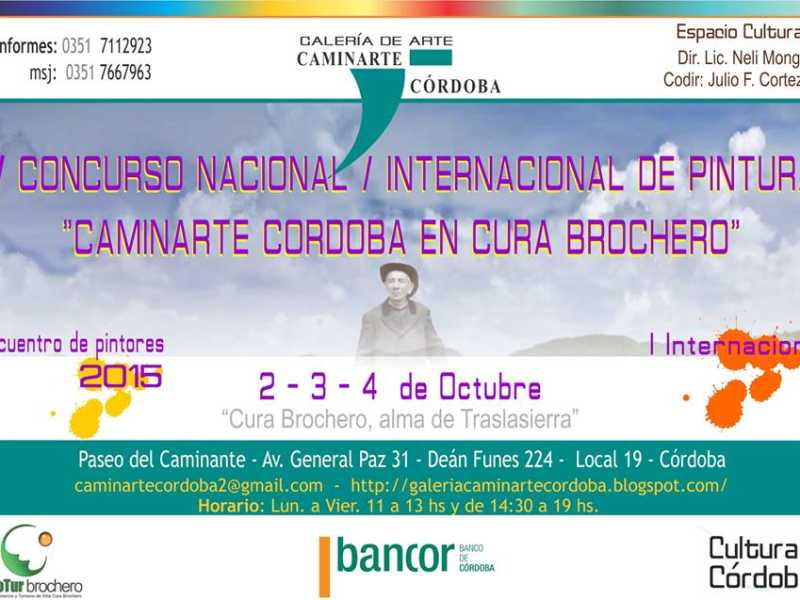 nformes: 0351 7112923
msj: 0351 7667963
GALERÍA DE ARTE
CAMINARTE
CÓRDOBA
Espacio Cultura
Dir. Lic. Neli Mong
Codir: Julio F. Cortez
V CONCURSO NACIONAL / INTERNACIONAL DE PINTURA
"CAMINARTE CORDOBA EN CURA BROCHERO"
cuentro de pintores
2015
I Internacion
2 - 3 - 4 de Octubre
"Cura Brochero, alma de Traslasierra"
Paseo del Caminante - Av. General Paz 31 - Deán Funes 224 - Local 19 - Córdoba
caminartecordoba2@gmail.com - http://galeriacaminartecordoba.blogspot.com/
Horario: Lun. a Vier. 11 a 13 hs y de 14:30 a 19 hs.
oTur brochero
bancor
BANCO
DE
CÓRDOBA
Cultura
Córdob